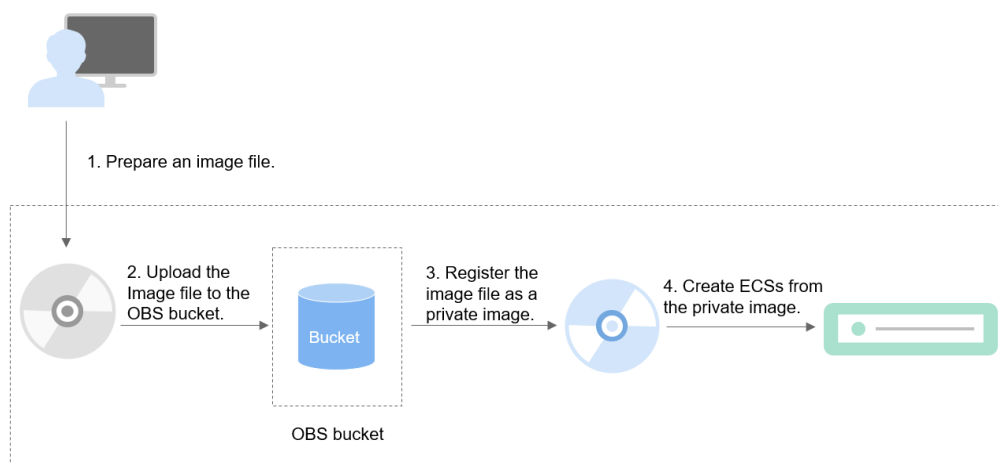 1. Prepare an image file.
2. Upload the
Image file to the
OBS bucket.
3. Register the
image file as a
private image.
4. Create ECSs from
the private image.
Bucket
OBS bucket